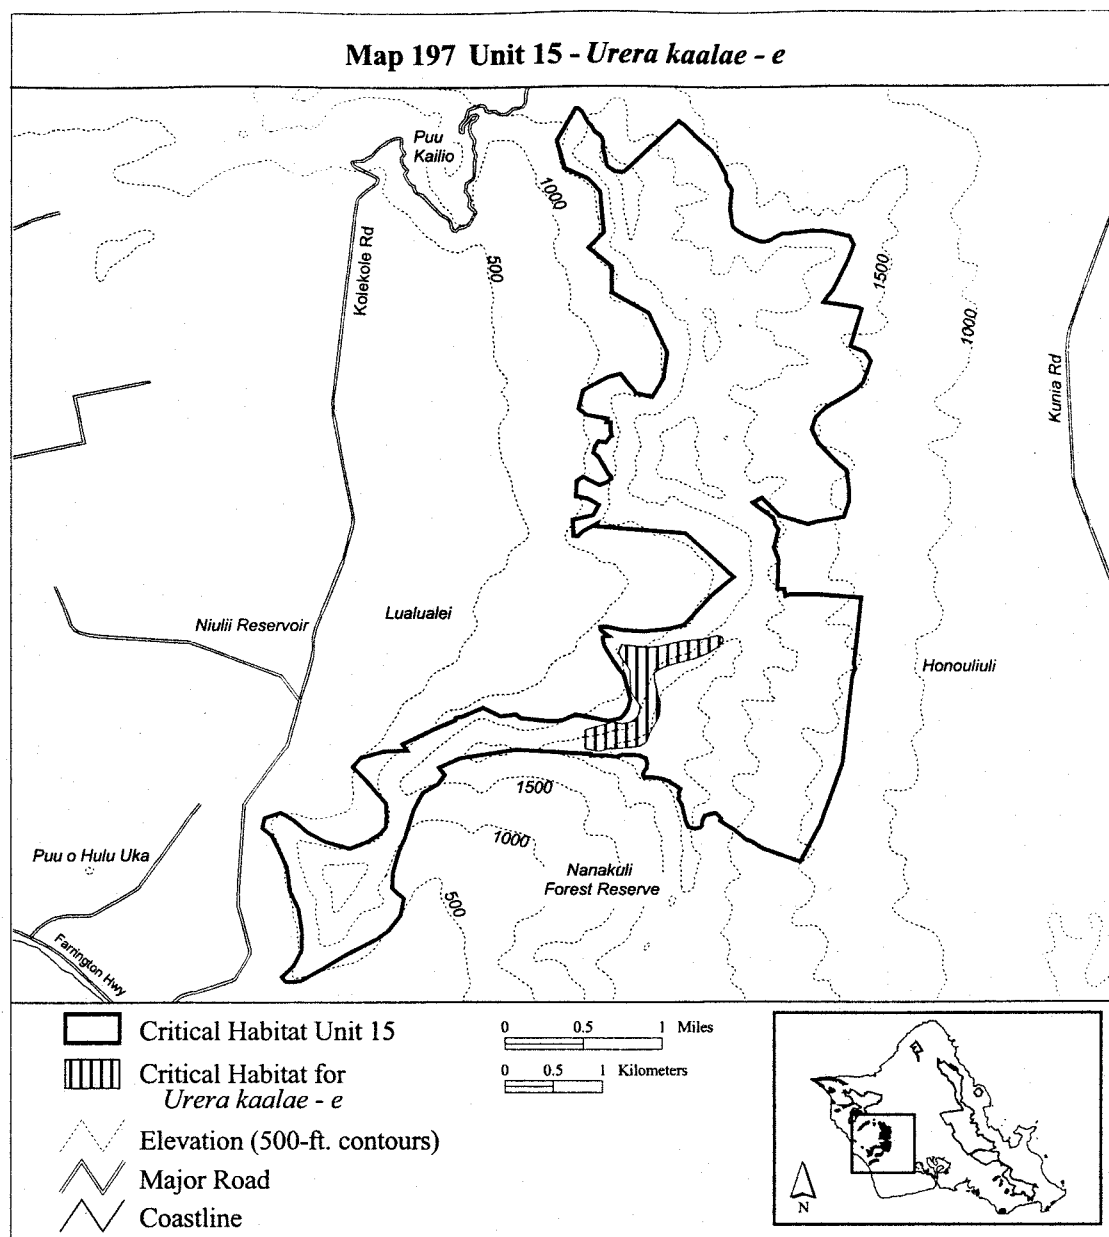 Map 197 Unit 15 - Urera kaalae - e
Puu
Kailio
1000
500
Kolekole Rd
1500
1000
Kunia Rd
Niulii Reservoir
Lualualei
Honouliuli
1500
1000
Puu o Hulu Uka
Nanakuli
Forest Reserve
500
Farrington Hwy
Critical Habitat Unit 15
Critical Habitat for
Urera kaalae - e
Elevation (500-ft. contours)
Major Road
Coastline
0 0.5 1 Miles
0 0.5 1 Kilometers
N